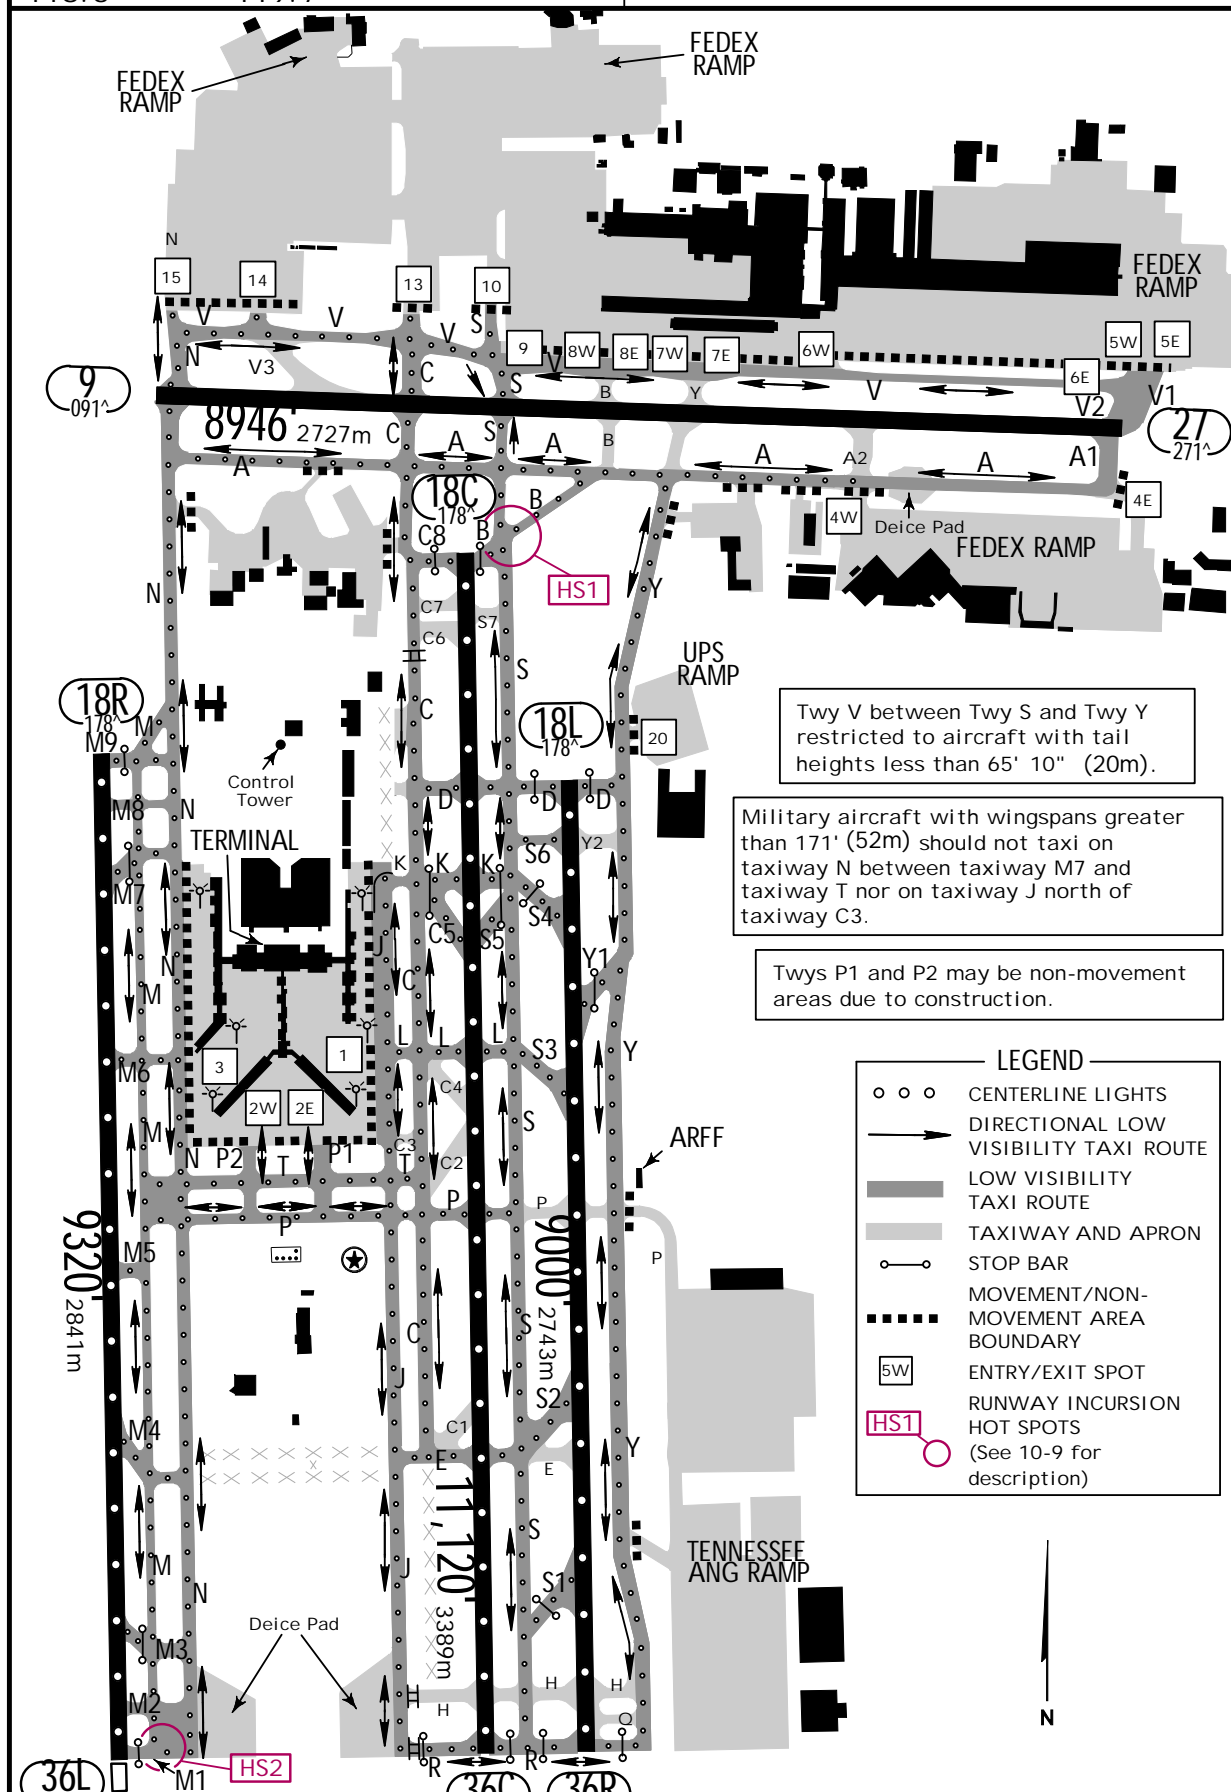 FEDEX
RAMP
FEDEX
RAMP
N
15
14
13
10
FEDEX
RAMP
V
V
V
S
9
8W
8E
7W
7E
6W
5W
5E
N
V3
C
S
V
B
Y
V
6E
V2
V1
9
091^
8946'
2727m
C
S
27
271^
A
A
A
B
A
A2
A
A1
18C
178^
B
4W
Deice Pad
4E
C8
B
FEDEX RAMP
HS1
N
C7
S7
C6
Y
S
UPS
RAMP
18R
178^
M
M9
C
18L
178^
20
Twy V between Twy S and Twy Y
restricted to aircraft with tail
heights less than 65' 10" (20m).
Control
Tower
M8
N
D
D
D
Military aircraft with wingspans greater
than 171' (52m) should not taxi on
taxiway N between taxiway M7 and
taxiway T nor on taxiway J north of
taxiway C3.
TERMINAL
K
K
K
S6
Y2
M7
S4
J
C5
S5
N
M
C
Y1
Twys P1 and P2 may be non-movement
areas due to construction.
L
L
L
S3
Y
3
1
M6
C4
LEGEND
CENTERLINE LIGHTS
DIRECTIONAL LOW
VISIBILITY TAXI ROUTE
LOW VISIBILITY
TAXI ROUTE
TAXIWAY AND APRON
STOP BAR
MOVEMENT/NON-
MOVEMENT AREA
BOUNDARY
5W
ENTRY/EXIT SPOT
HS1
RUNWAY INCURSION
HOT SPOTS
(See 10-9 for
description)
2W
2E
M
S
ARFF
N
P2
T
P1
C3
T
C2
P
P
P
P
9320'
2841m
M5
9000'
2743m
C
S
J
S2
M4
C1
E
E
Y
11,120'
3389m
S
M
N
J
TENNESSEE
ANG RAMP
S1
Deice Pad
M3
M2
H
H
H
Q
HS2
M1
R
R
36L
36C
36R
N